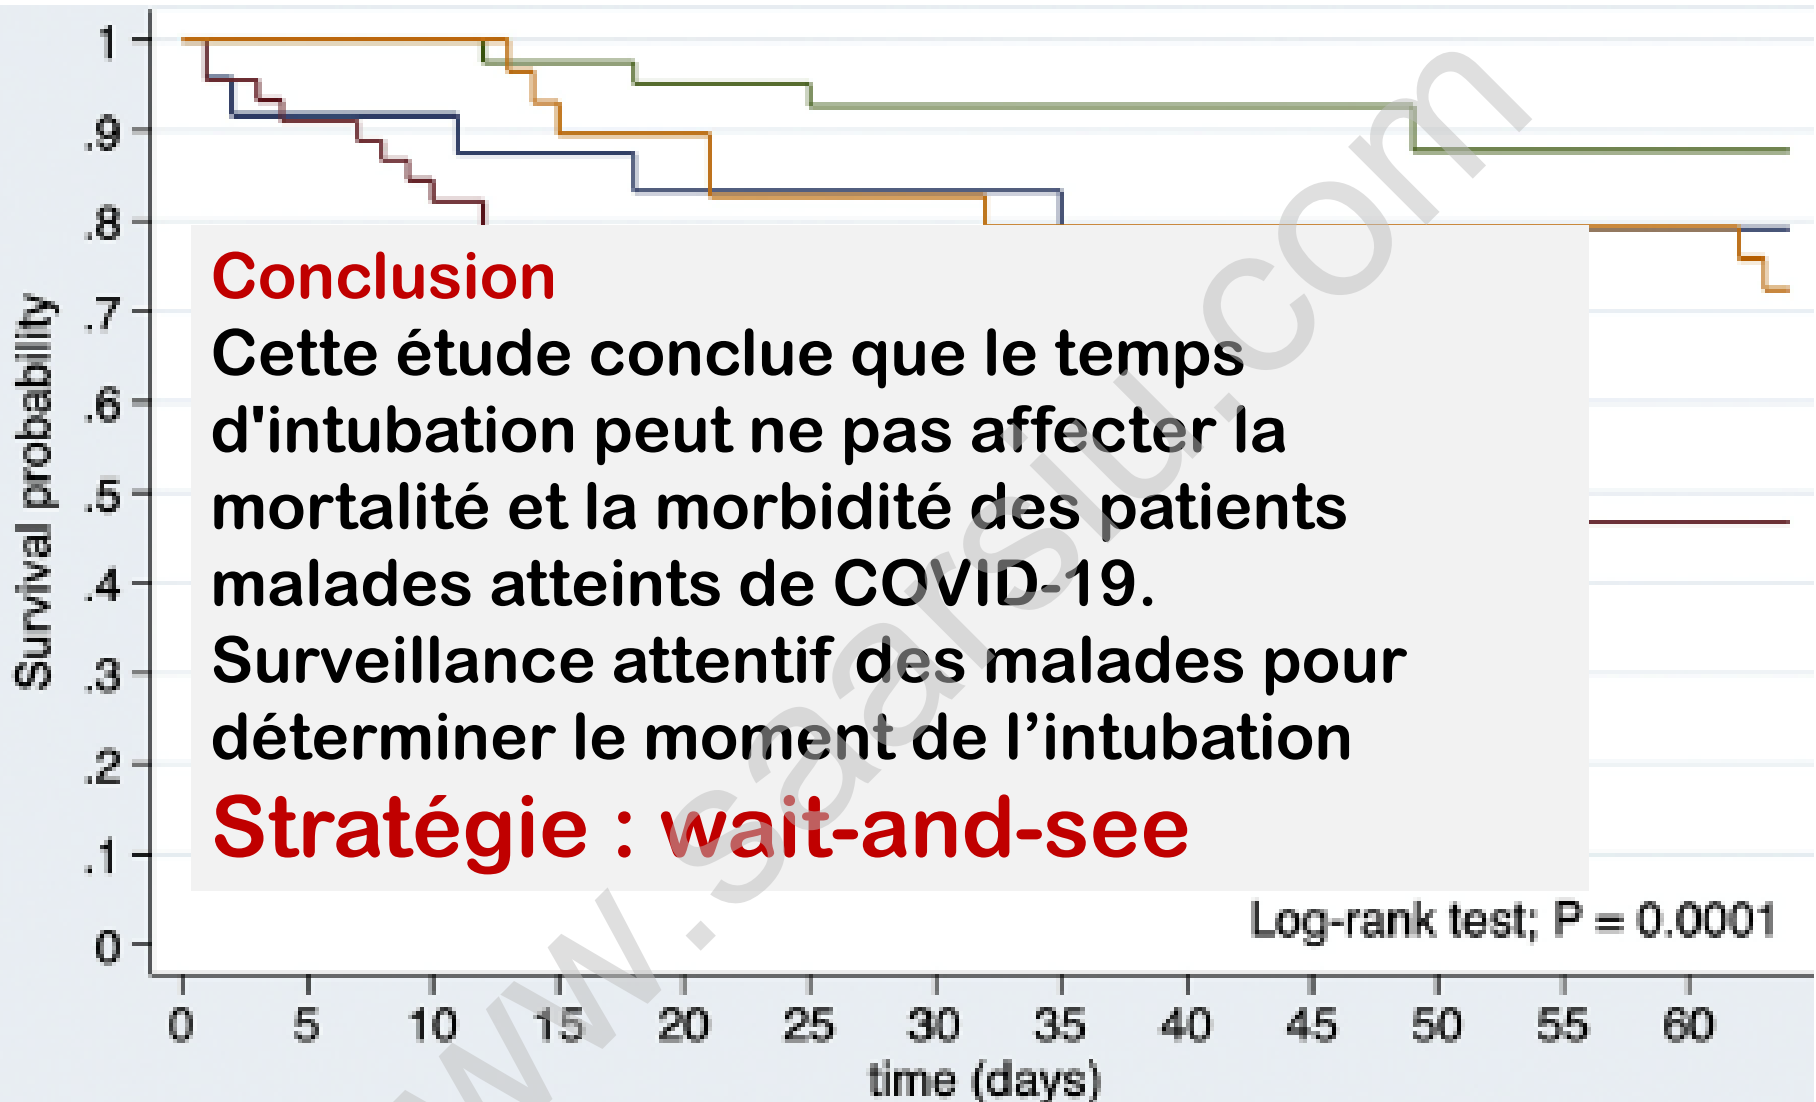 1
.9
.8
.7
.6
.5
.4
.3
.2
.1
0
Survival probability
Conclusion
Cette étude conclue que le temps
d'intubation peut ne pas affecter la
mortalité et la morbidité des patients
malades atteints de COVID-19.
Surveillance attentif des malades pour
déterminer le moment de l’intubation
Stratégie : wait-and-see
Log-rank test; P = 0.0001
0 5 10 15 20 25 30 35 40 45 50 55 60
time (days)
www.saarsiu.com